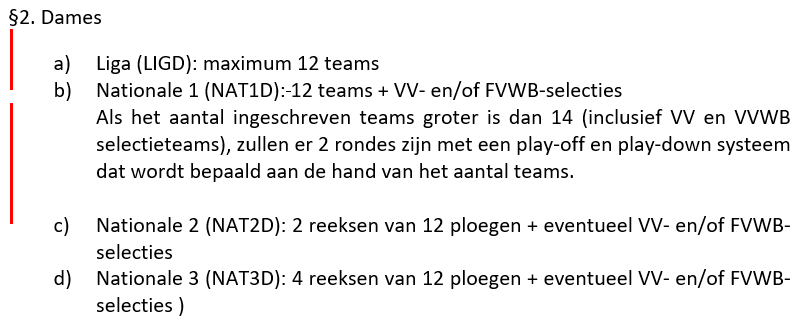 §2. Dames
a) Liga (LIGD): maximum 12 teams
b) Nationale 1 (NAT1D):-12 teams + VV- en/of FVWB-selecties
Als het aantal ingeschreven teams groter is dan 14 (inclusief VV en VVWB
selectieteams), zullen er 2 rondes zijn met een play-off en play-down systeem
dat wordt bepaald aan de hand van het aantal teams.
c) Nationale 2 (NAT2D): 2 reeksen van 12 ploegen + eventueel VV- en/of FVWB-
selecties
d) Nationale 3 (NAT3D): 4 reeksen van 12 ploegen + eventueel VV- en/of FVWB-
selecties )